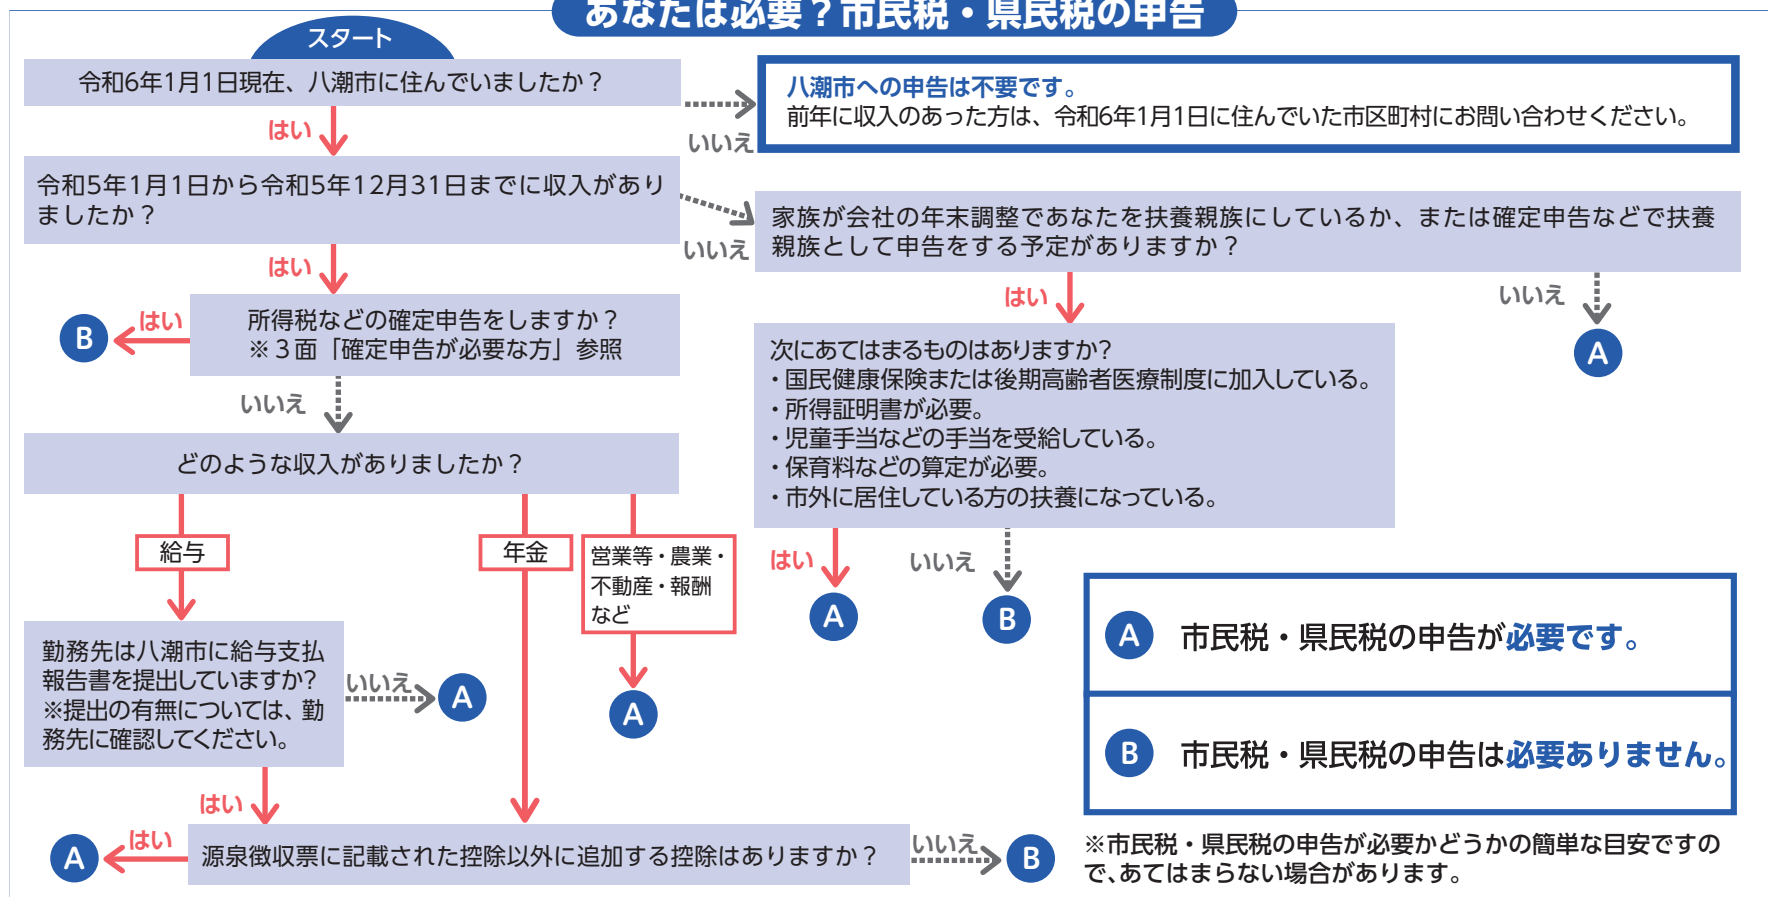 あなたは必要？市民税・県民税の申告
スタート
令和6年1月1日現在、八潮市に住んでいましたか？
はい
いいえ
八潮市への申告は不要です。
前年に収入のあった方は、令和6年1月1日に住んでいた市区町村にお問い合わせください。
令和5年1月1日から令和5年12月31日までに収入があり
ましたか？
はい
いいえ
家族が会社の年末調整であなたを扶養親族にしているか、または確定申告などで扶養
親族として申告をする予定がありますか？
はい
いいえ
A
所得税などの確定申告をしますか？
※３面「確定申告が必要な方」参照
はい
B
いいえ
次にあてはまるものはありますか？
・国民健康保険または後期高齢者医療制度に加入している。
・所得証明書が必要。
・児童手当などの手当を受給している。
・保育料などの算定が必要。
・市外に居住している方の扶養になっている。
はい
A
いいえ
B
どのような収入がありましたか？
給与
年金
営業等・農業・
不動産・報酬
など
A
勤務先は八潮市に給与支払
報告書を提出していますか？
※提出の有無については、勤
務先に確認してください。
いいえ
A
はい
源泉徴収票に記載された控除以外に追加する控除はありますか？
はい
A
いいえ
B
A 市民税・県民税の申告が必要です。
B 市民税・県民税の申告は必要ありません。
※市民税・県民税の申告が必要かどうかの簡単な目安ですの
で、あてはまらない場合があります。